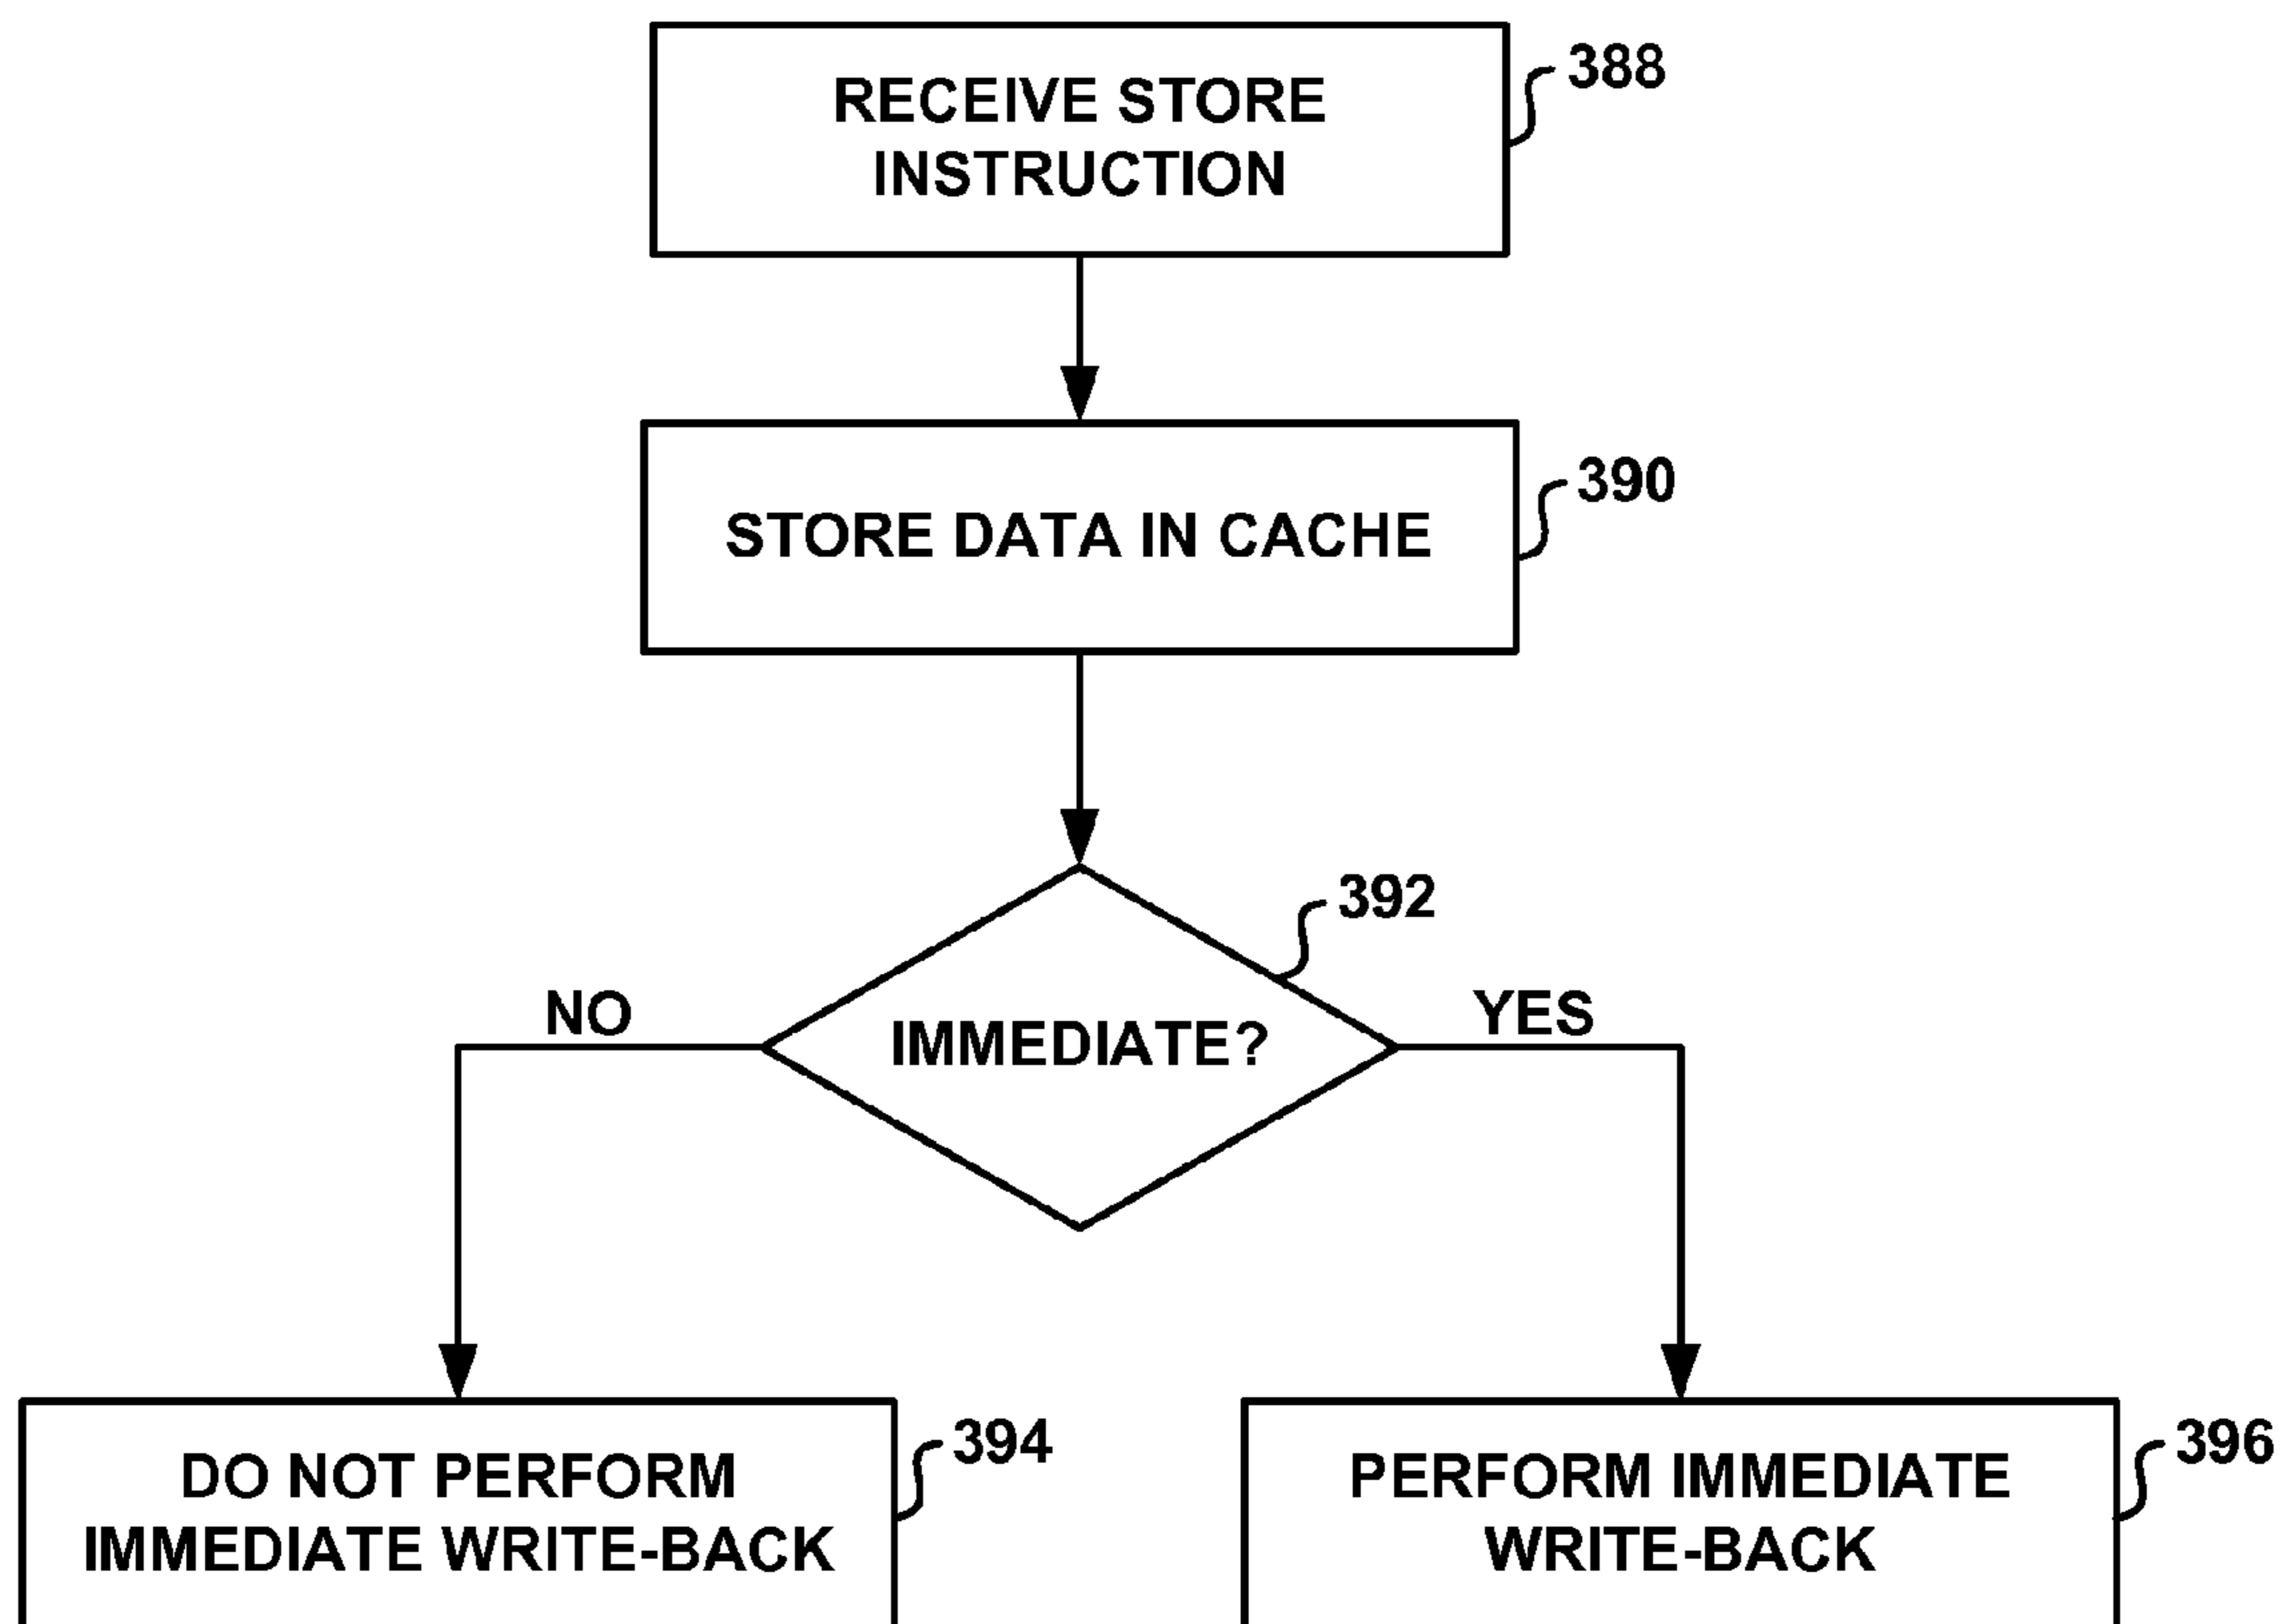 RECEIVE STORE
INSTRUCTION
388
STORE DATA IN CACHE
390
392
NO
IMMEDIATE?
YES
DO NOT PERFORM
IMMEDIATE WRITE-BACK
394
PERFORM IMMEDIATE
WRITE-BACK
396